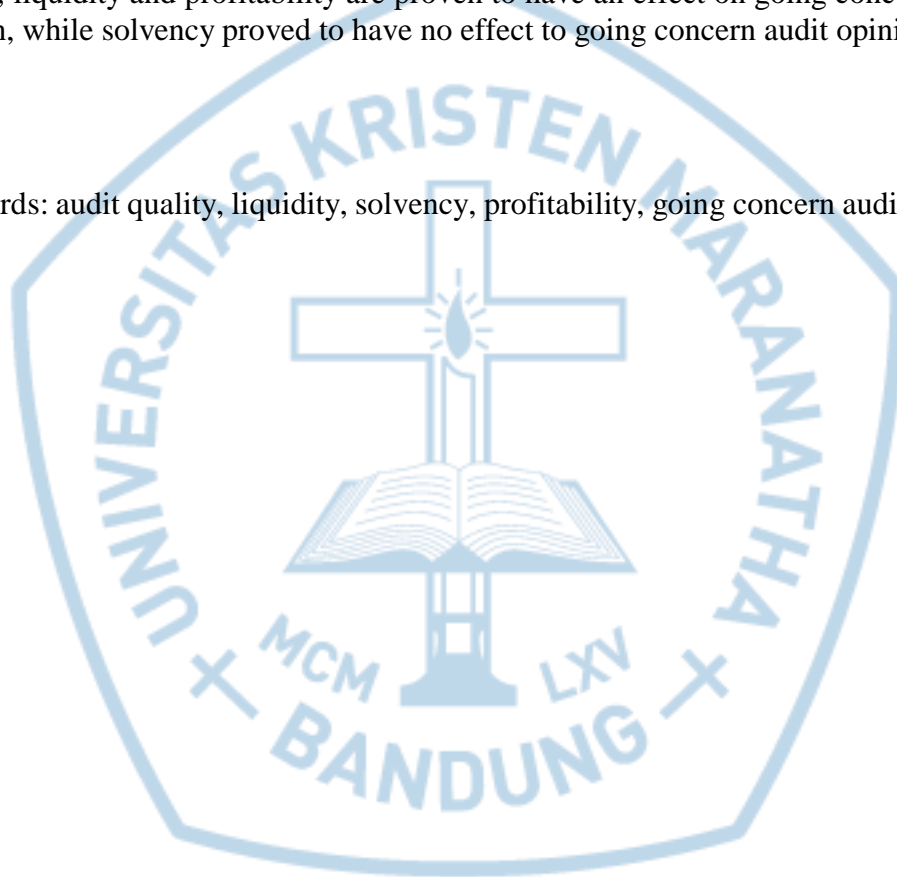 , liquidity and profitability are proven to have an effect on going conce
, while solvency proved to have no effect to going concern audit opini
rds: audit quality, liquidity, solvency, profitability, going concern audi
UNIVERSITAS KRISTEN MARANATHA
MCM LXV
BANDUNG